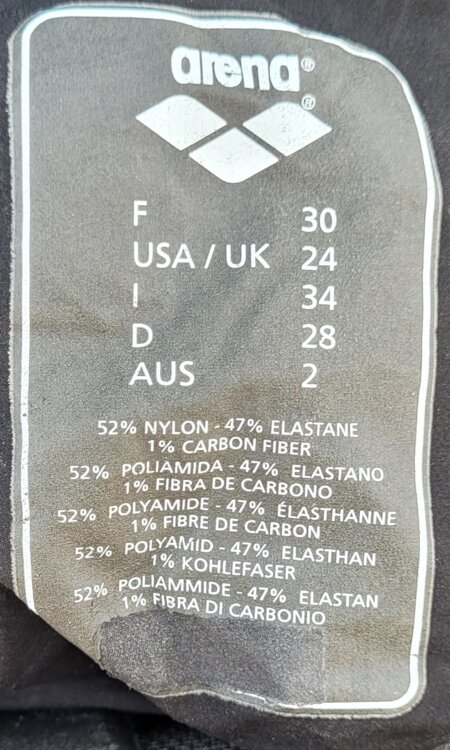 arena®
®
F 30
USA / UK 24
I 34
D 28
AUS 2
52% NYLON - 47% ELASTANE
1% CARBON FIBER
52% POLIAMIDA - 47% ELASTANO
1% FIBRA DE CARBONO
52% POLYAMIDE - 47% ÉLASTHANNE
1% FIBRE DE CARBON
52% POLYAMID - 47% ELASTHAN
1% KOHLEFASER
52% POLIAMMIDE - 47% ELASTAN
1% FIBRA DI CARBONIO